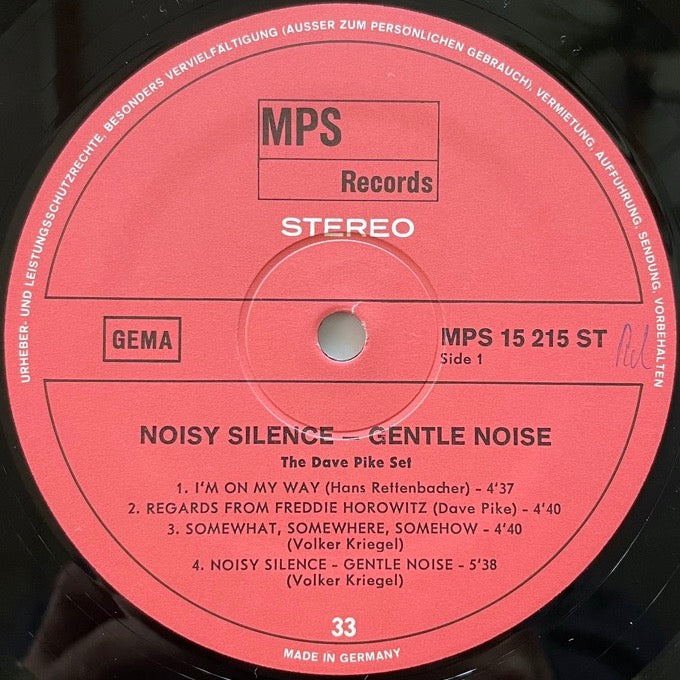 URHEBER- UND LEISTUNGSSCHUTZRECHTE, BESONDERS VERVIELFÄLTIGUNG (AUSSER ZUM PERSÖNLICHEN GEBRAUCH), VERMIETUNG, AUFFÜHRUNG, SENDUNG, VORBEHALTEN
MPS
Records
STEREO
GEMA
MPS 15 215 ST
Side 1
NOISY SILENCE – GENTLE NOISE
The Dave Pike Set
1. I'M ON MY WAY (Hans Rettenbacher) - 4'37
2. REGARDS FROM FREDDIE HOROWITZ (Dave Pike) - 4'40
3. SOMEWHAT, SOMEWHERE, SOMEHOW - 4'40
(Volker Kriegel)
4. NOISY SILENCE - GENTLE NOISE - 5'38
(Volker Kriegel)
33
MADE IN GERMANY